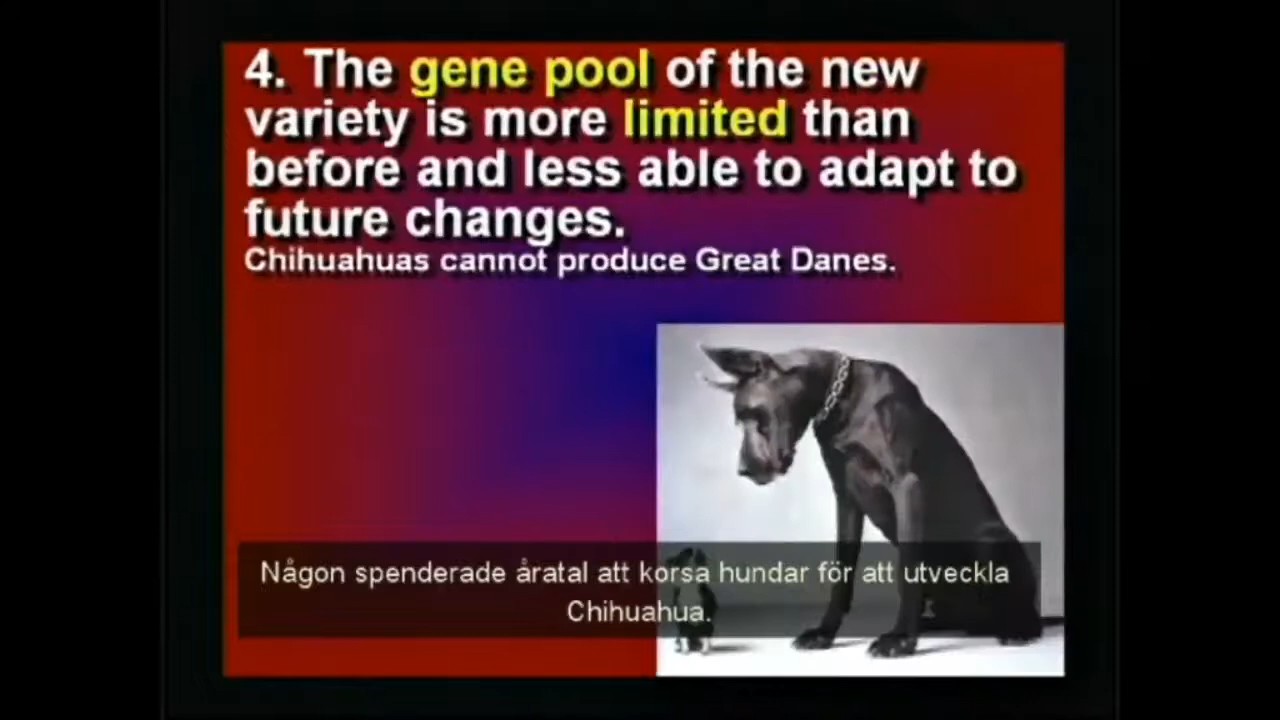 4. The gene pool of the new
variety is more limited than
before and less able to adapt to
future changes.
Chihuahuas cannot produce Great Danes.
Någon spenderade åratal att korsa hundar för att utveckla
Chihuahua.